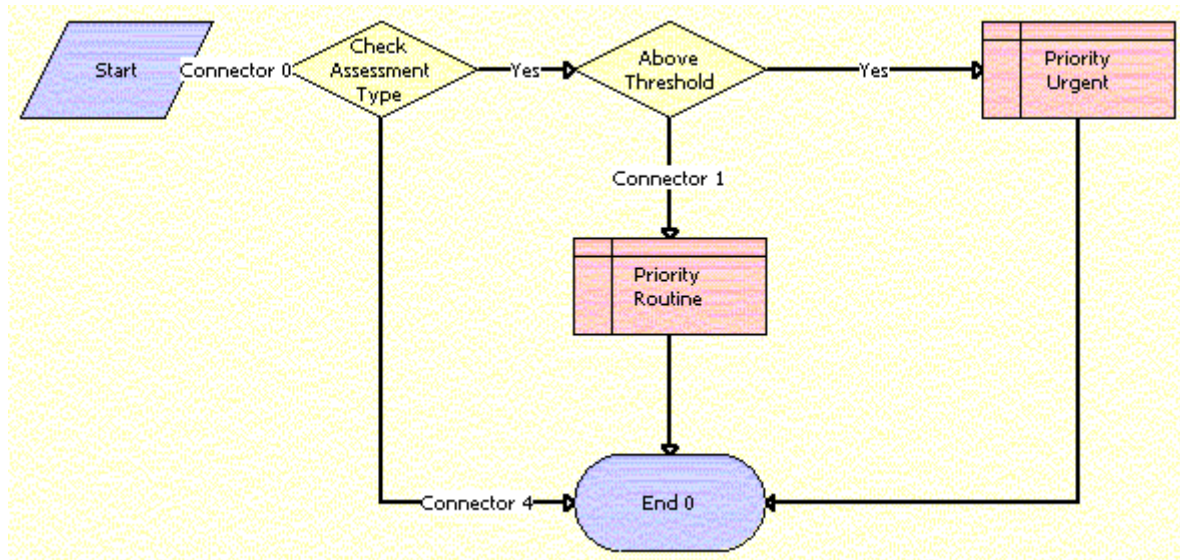 Start
Connector 0
Check
Assessment
Type
Yes
Above
Threshold
Yes
Priority
Urgent
Connector 1
Priority
Routine
Connector 4
End 0